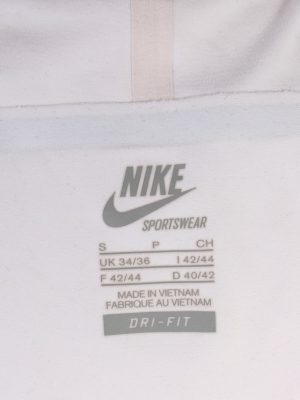 NIKE
SPORTSWEAR
S P CH
UK 34/36 I 42/44
F 42/44 D 40/42
MADE IN VIETNAM
FABRIQUE AU VIETNAM
DRI-FIT